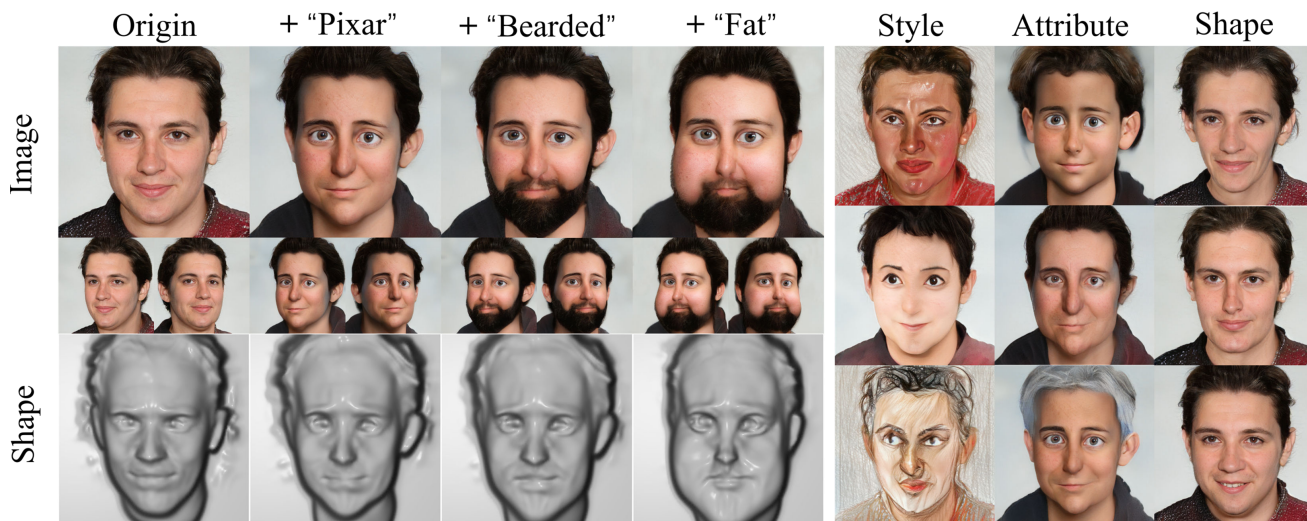 Origin
+ “Pixar”
+ “Bearded”
+ “Fat”
Style
Attribute
Shape
Image
Shape